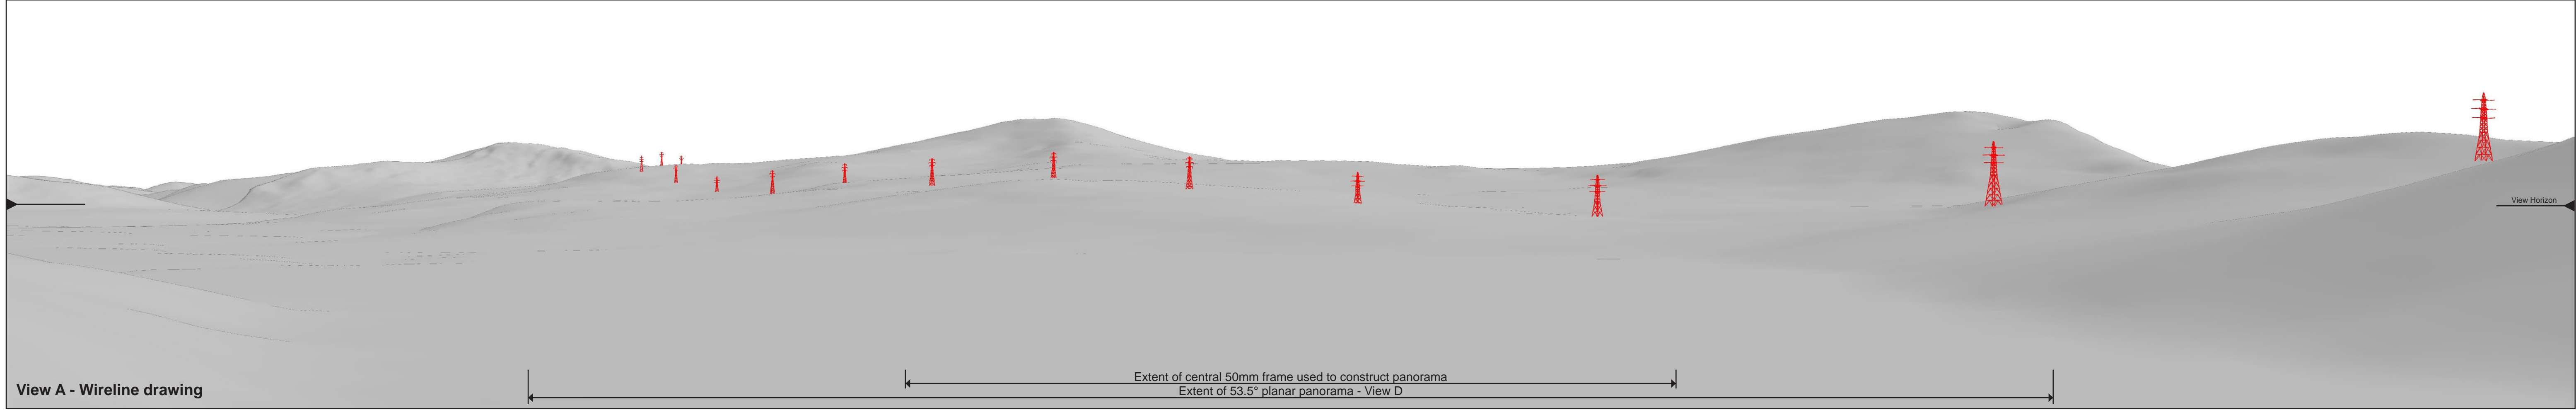 View Horizon
Extent of central 50mm frame used to construct panorama
Extent of 53.5° planar panorama - View D
View A - Wireline drawing